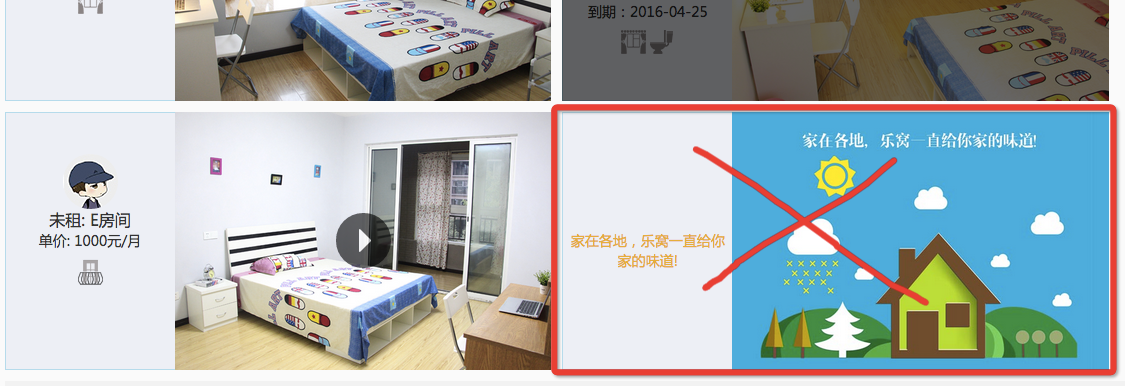 到期：2016-04-25
未租: E房间
单价: 1000元/月
家在各地，乐窝一直给你
家的味道!
家在各地，乐窝一直给你家的味道!